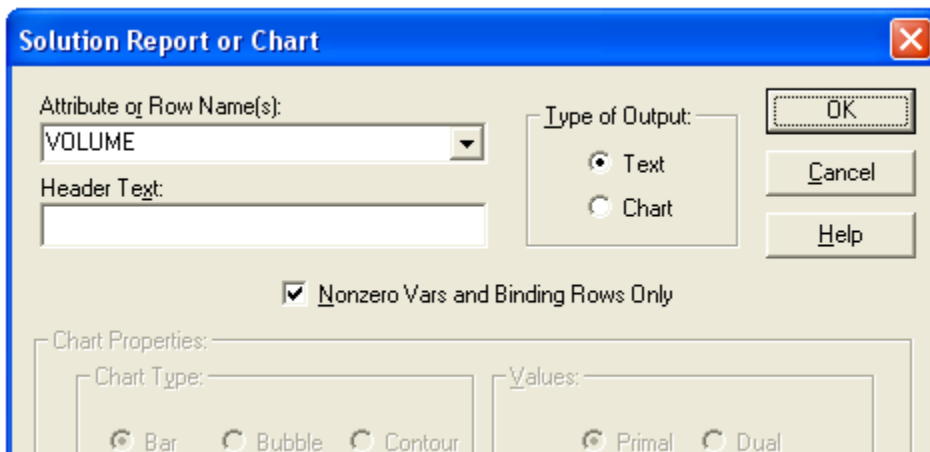 Solution Report or Chart
Attribute or Row Name(s):
VOLUME
Header Text:
Type of Output:
Text
Chart
OK
Cancel
Help
Nonzero Vars and Binding Rows Only
Chart Properties:
Chart Type:
Bar
Bubble
Contour
Values:
Primal
Dual